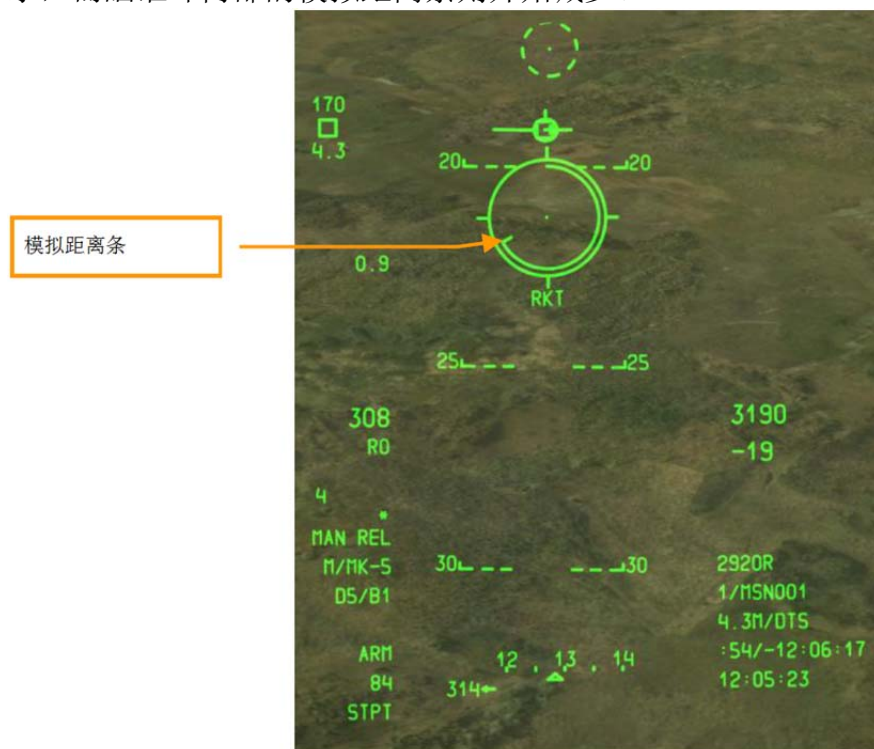 170
4.3
20 20
模拟距离条
0.9
RKT
25 25
308
3190
R0
-19
4
*
MAN REL
M/MK-5
30 30
2920R
D5/B1
1/MSN001
4.3M/DTS
ARM
12 . 13 . 14
:54/-12:06:17
84
314
12:05:23
STPT